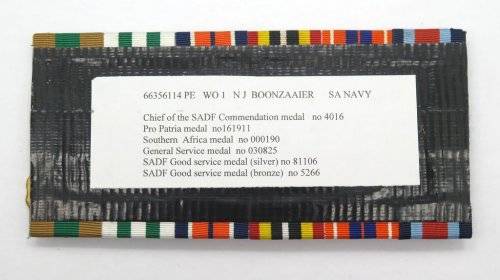 66356114 PE WO 1 N J BOONZAAIER SA NAVY
Chief of the SADF Commendation medal no 4016
Pro Patria medal no161911
Southern Africa medal no 000190
General Service medal no 030825
SADF Good service medal (silver) no 81106
SADF Good service medal (bronze) no 5266